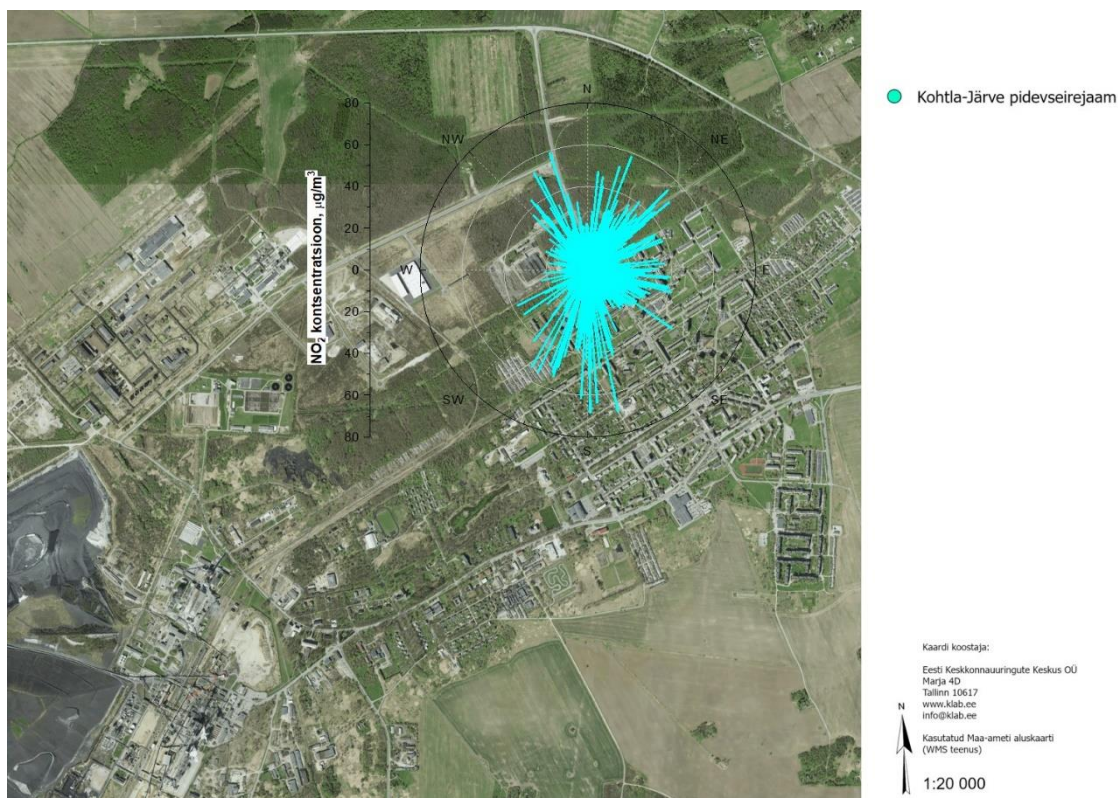 Kohtla-Järve pidevseirejaam
NO2 kontsentratsioon, µg/m3
80
60
40
20
0
20
40
60
80
N
NW
NE
W
E
SW
SE
S
Kaardi koostaja:
Eesti Keskkonnauuringute Keskus OÜ
Marja 4D
Tallinn 10617
www.klab.ee
info@klab.ee
Kasutatud Maa-ameti aluskaarti
(WMS teenus)
N
1:20 000